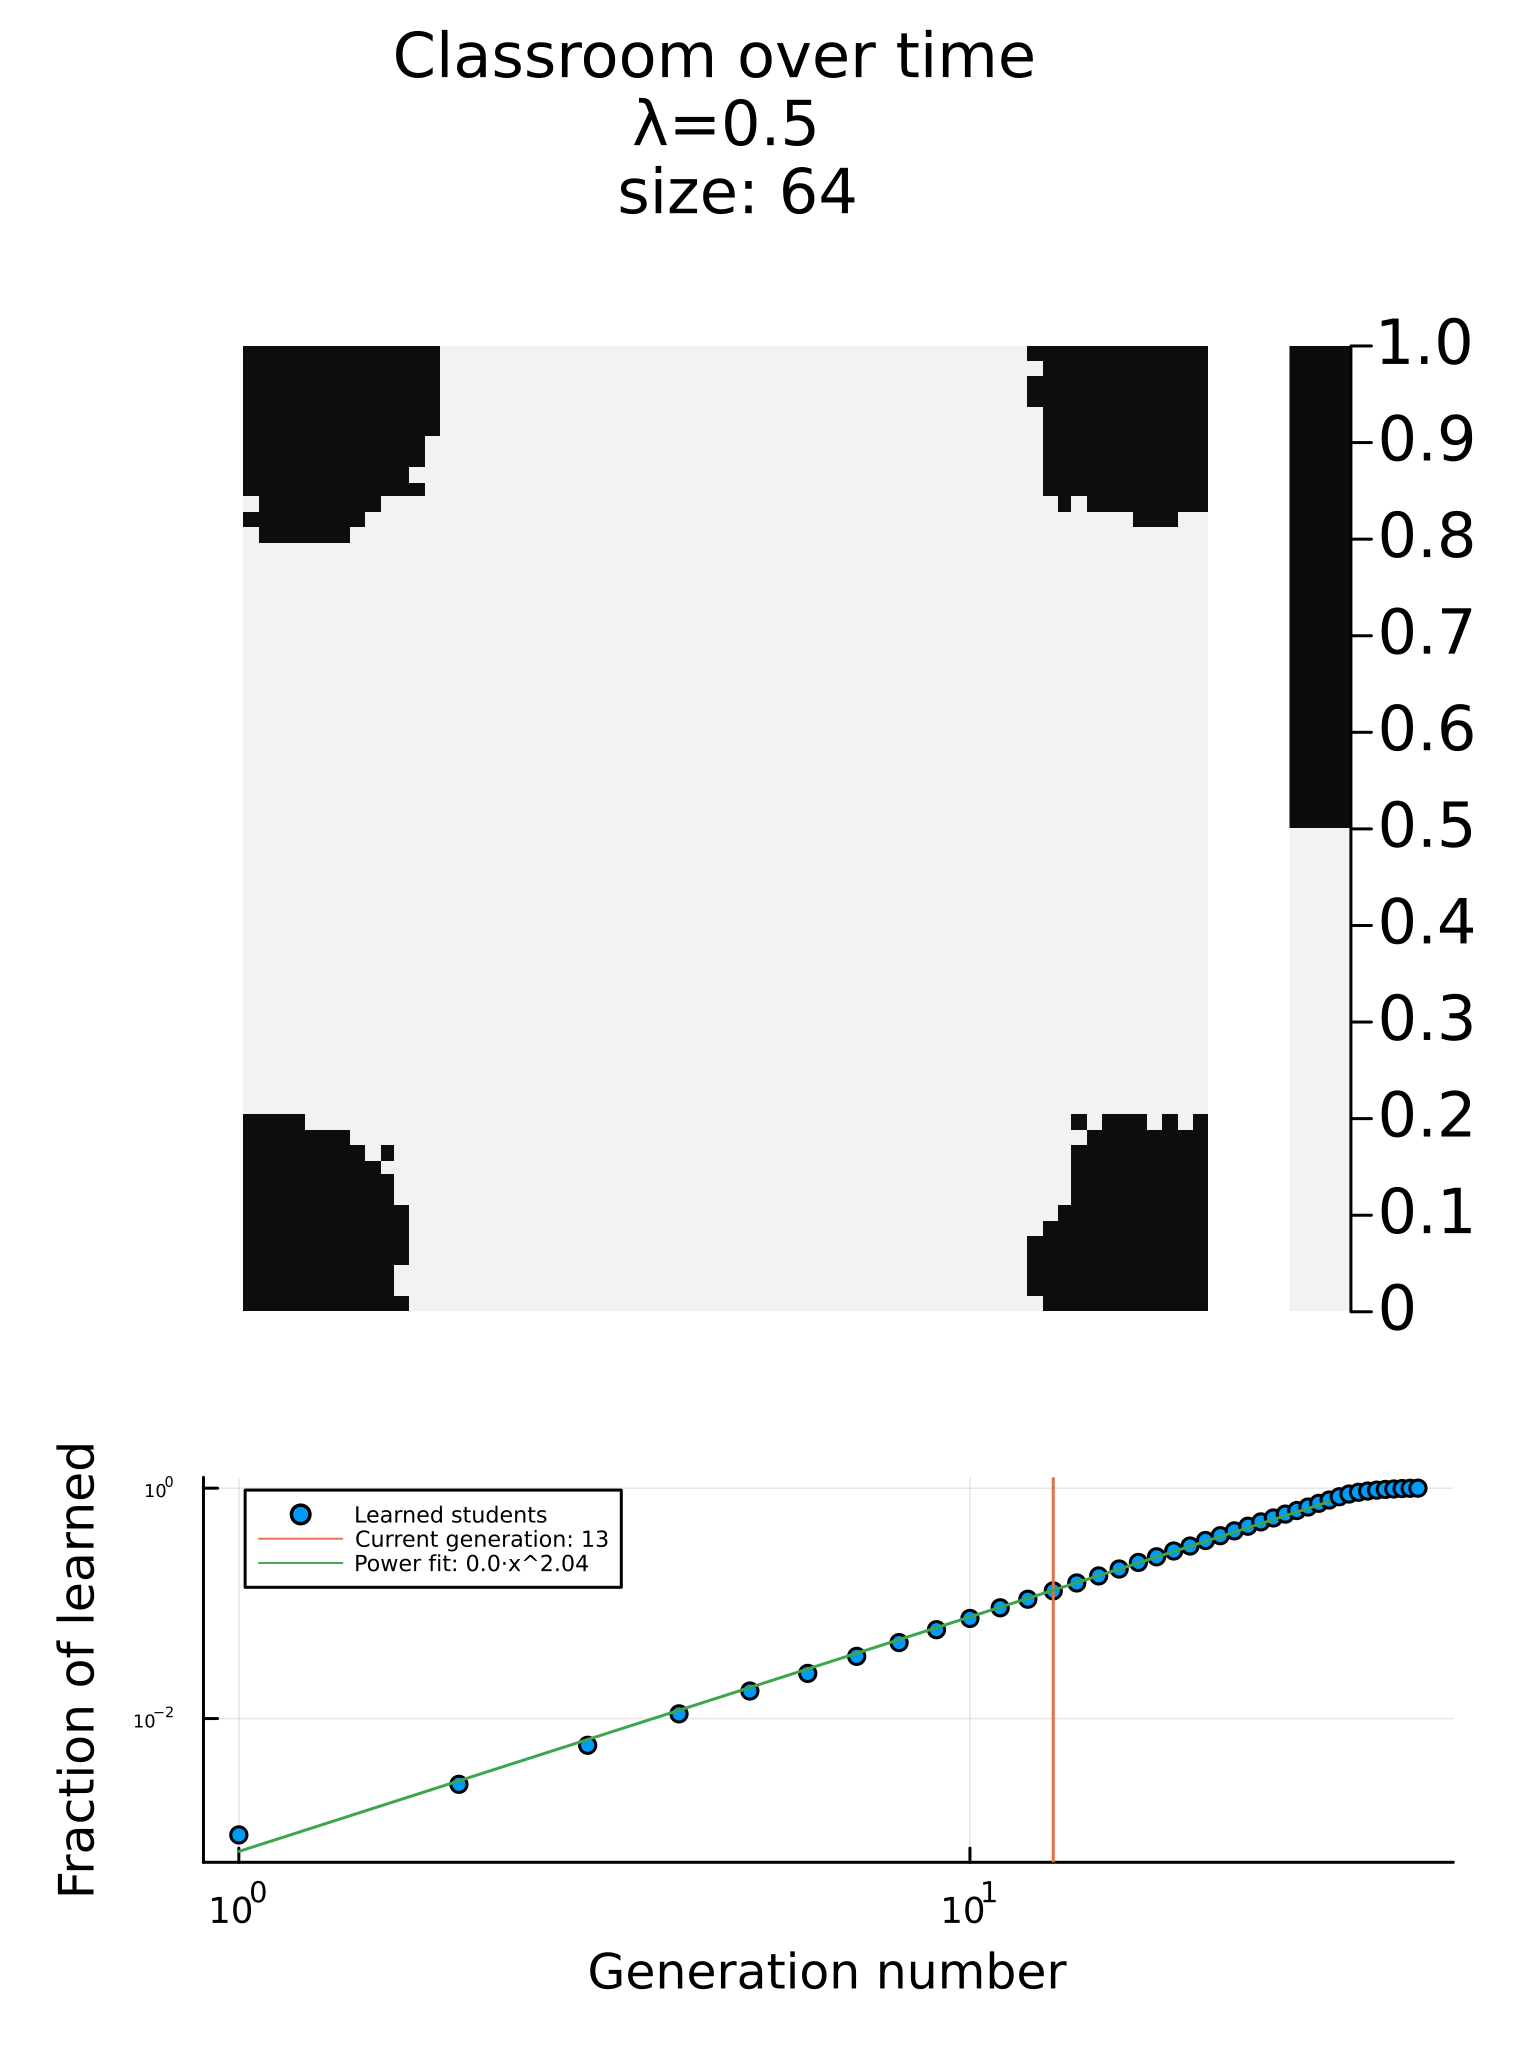 Classroom over time
λ=0.5
size: 64
1.0
0.9
0.8
0.7
0.6
0.5
0.4
0.3
0.2
0.1
0
Fraction of learned
10⁰
10⁻²
Learned students
Current generation: 13
Power fit: 0.0·x^2.04
10⁰
10¹
Generation number